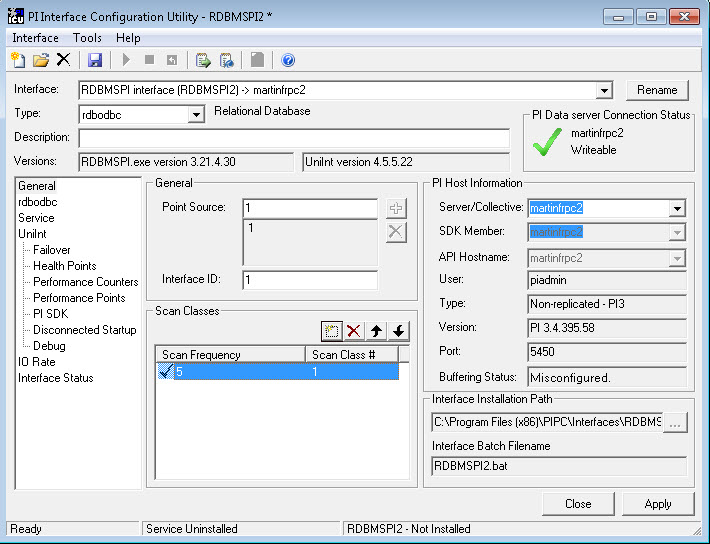 PI Interface Configuration Utility - RDBMSPI2 *
Interface Tools Help
Interface: RDBMSPI interface (RDBMSPI2) -> martinfrpc2 Rename
Type: rdbodbc Relational Database
Description:
Versions: RDBMSPI.exe version 3.21.4.30 UniInt version 4.5.5.22
PI Data server Connection Status
martinfrpc2
Writeable
General
rdbodbc
Service
UniInt
Failover
Health Points
Performance Counters
Performance Points
PI SDK
Disconnected Startup
Debug
IO Rate
Interface Status
General
Point Source: 1
1
Interface ID: 1
Scan Classes
Scan Frequency Scan Class #
5 1
PI Host Information
Server/Collective: martinfrpc2
SDK Member: martinfrpc2
API Hostname: martinfrpc2
User: piadmin
Type: Non-replicated - PI3
Version: PI 3.4.395.58
Port: 5450
Buffering Status: Misconfigured.
Interface Installation Path
C:\Program Files (x86)\PIPC\Interfaces\RDBMS ...
Interface Batch Filename
RDBMSPI2.bat
Close Apply
Ready Service Uninstalled RDBMSPI2 - Not Installed